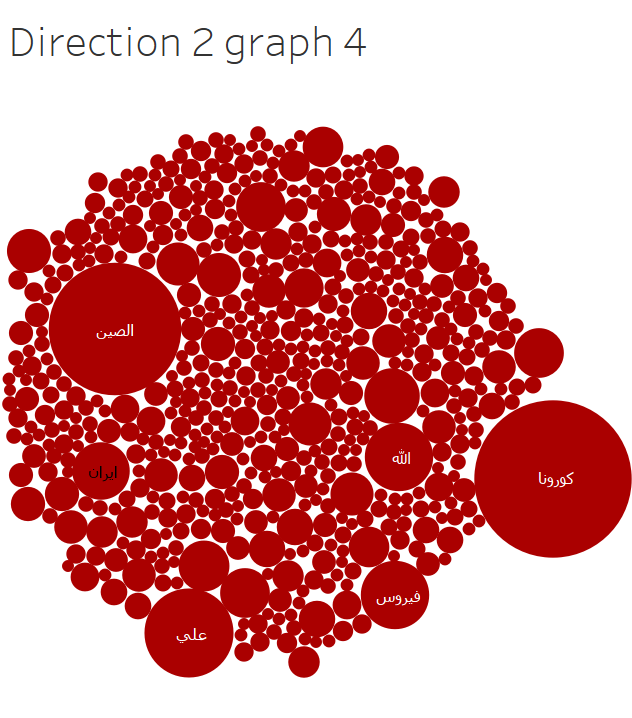 Direction 2 graph 4
الصين
الله
ايران
كورونا
فيروس
علي